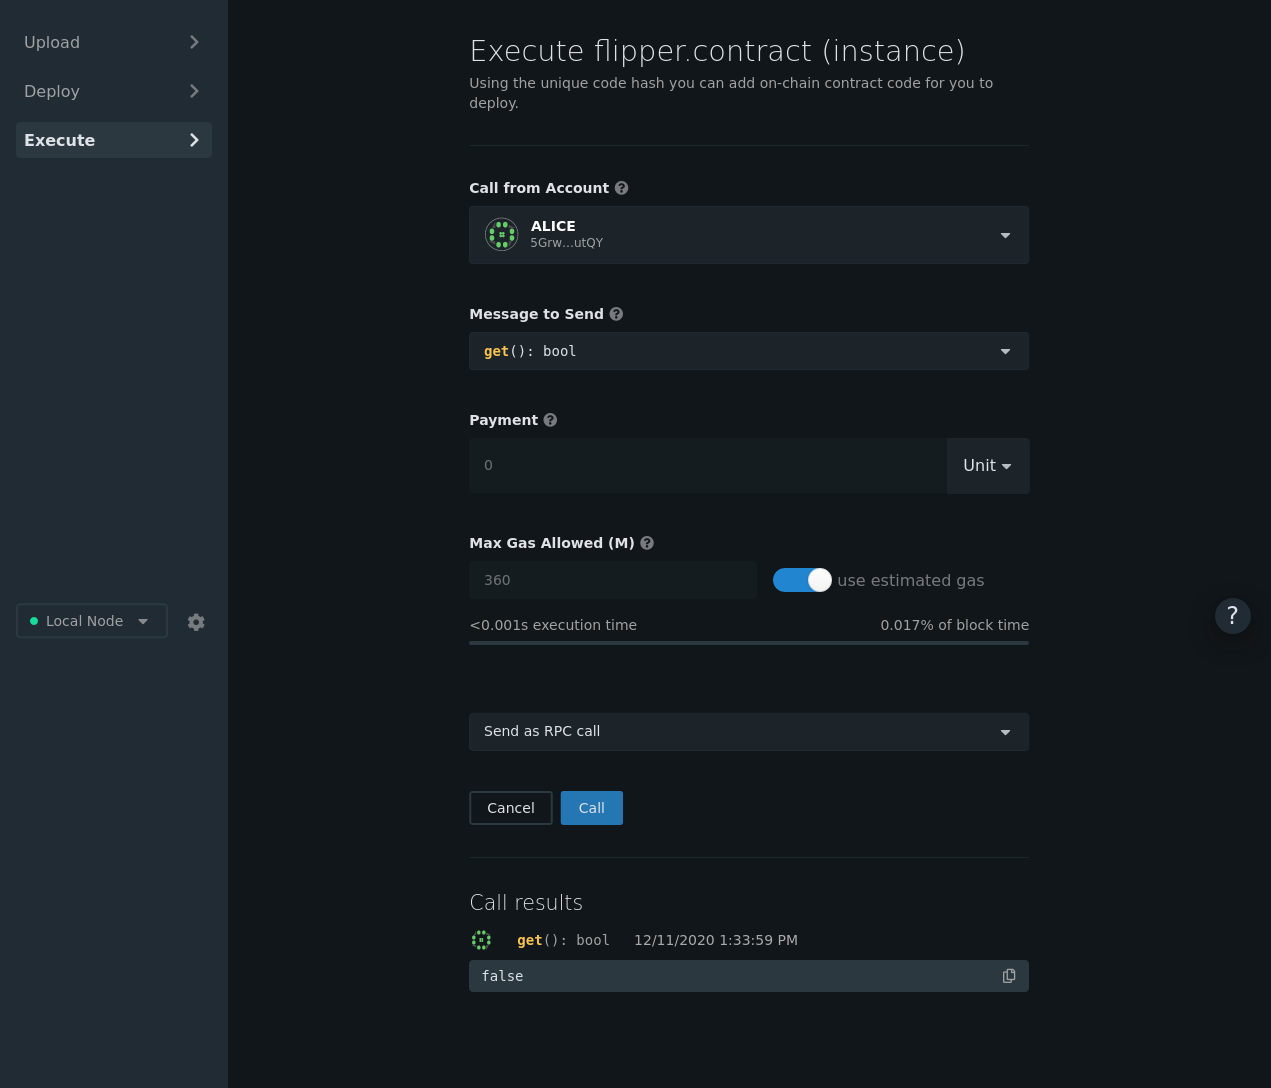 Upload
Deploy
Execute
Local Node
Execute flipper.contract (instance)
Using the unique code hash you can add on-chain contract code for you to
deploy.
Call from Account ?
ALICE
5Grw...utQY
Message to Send ?
get(): bool
Payment ?
0
Unit
Max Gas Allowed (M) ?
360
use estimated gas
<0.001s execution time
0.017% of block time
Send as RPC call
Cancel
Call
Call results
get(): bool 12/11/2020 1:33:59 PM
false
?